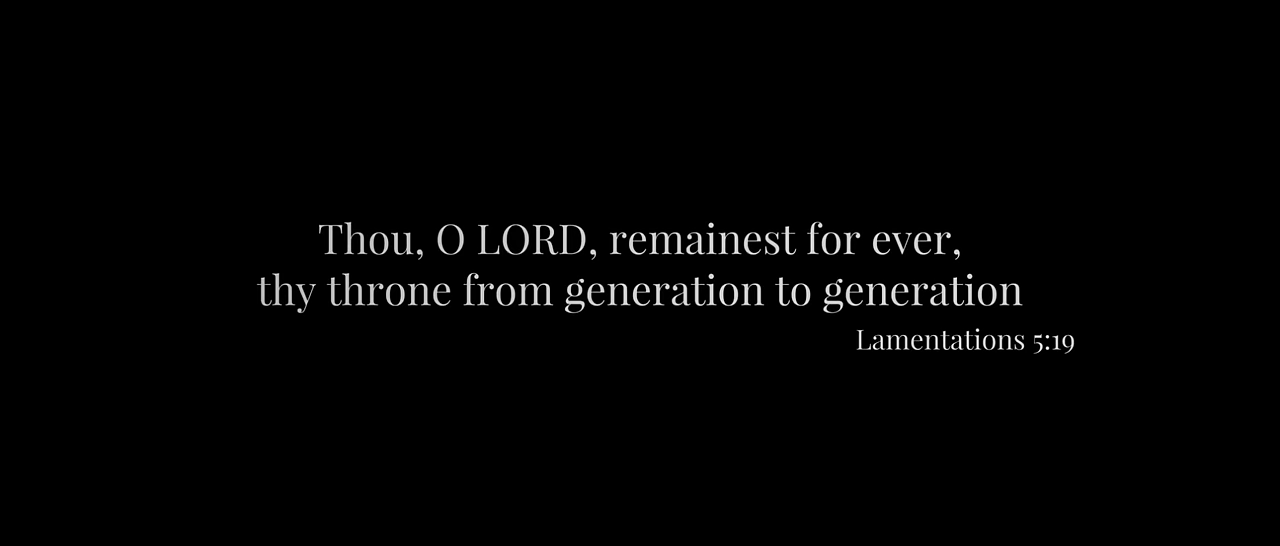 Thou, O LORD, remainest for ever,
thy throne from generation to generation
Lamentations 5:19